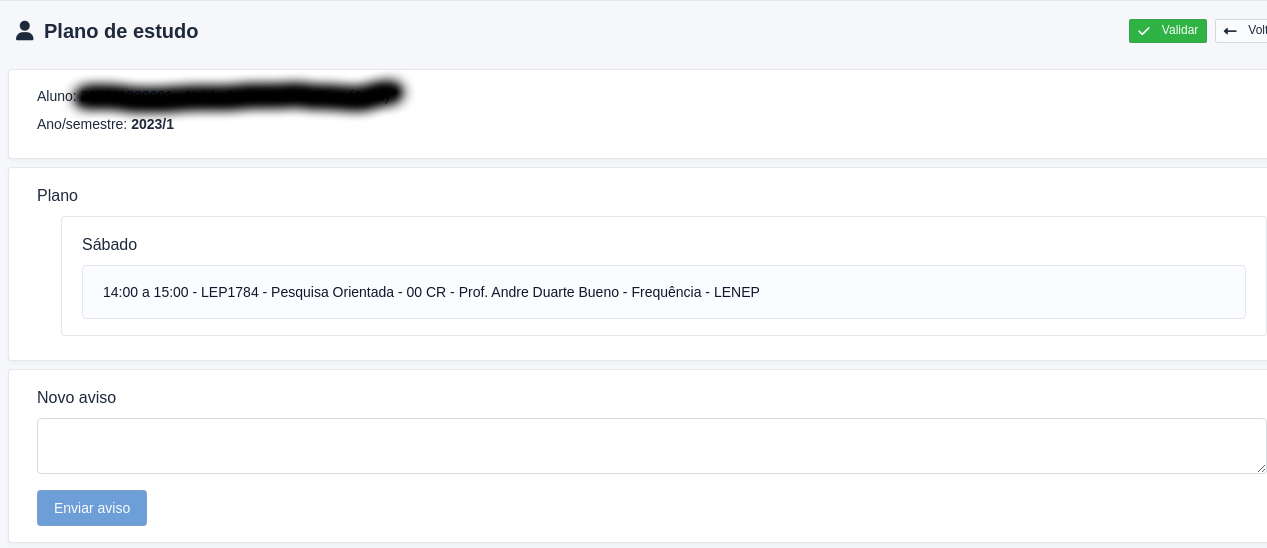 Plano de estudo
Validar
Volt
Aluno:
Ano/semestre: 2023/1
Plano
Sábado
14:00 a 15:00 - LEP1784 - Pesquisa Orientada - 00 CR - Prof. Andre Duarte Bueno - Frequência - LENEP
Novo aviso
Enviar aviso